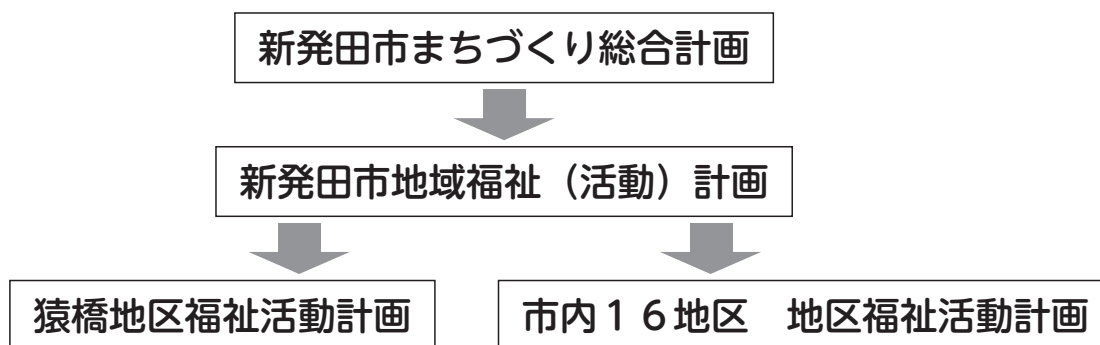 新発田市まちづくり総合計画
新発田市地域福祉（活動）計画
猿橋地区福祉活動計画
市内１６地区　地区福祉活動計画